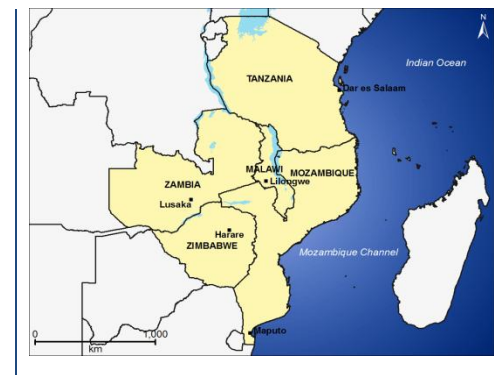 N
Indian Ocean
TANZANIA
Dar es Salaam
MALAWI
MOZAMBIQUE
Lilongwe
ZAMBIA
Lusaka
Harare
ZIMBABWE
Mozambique Channel
Maputo
0 1,000
km